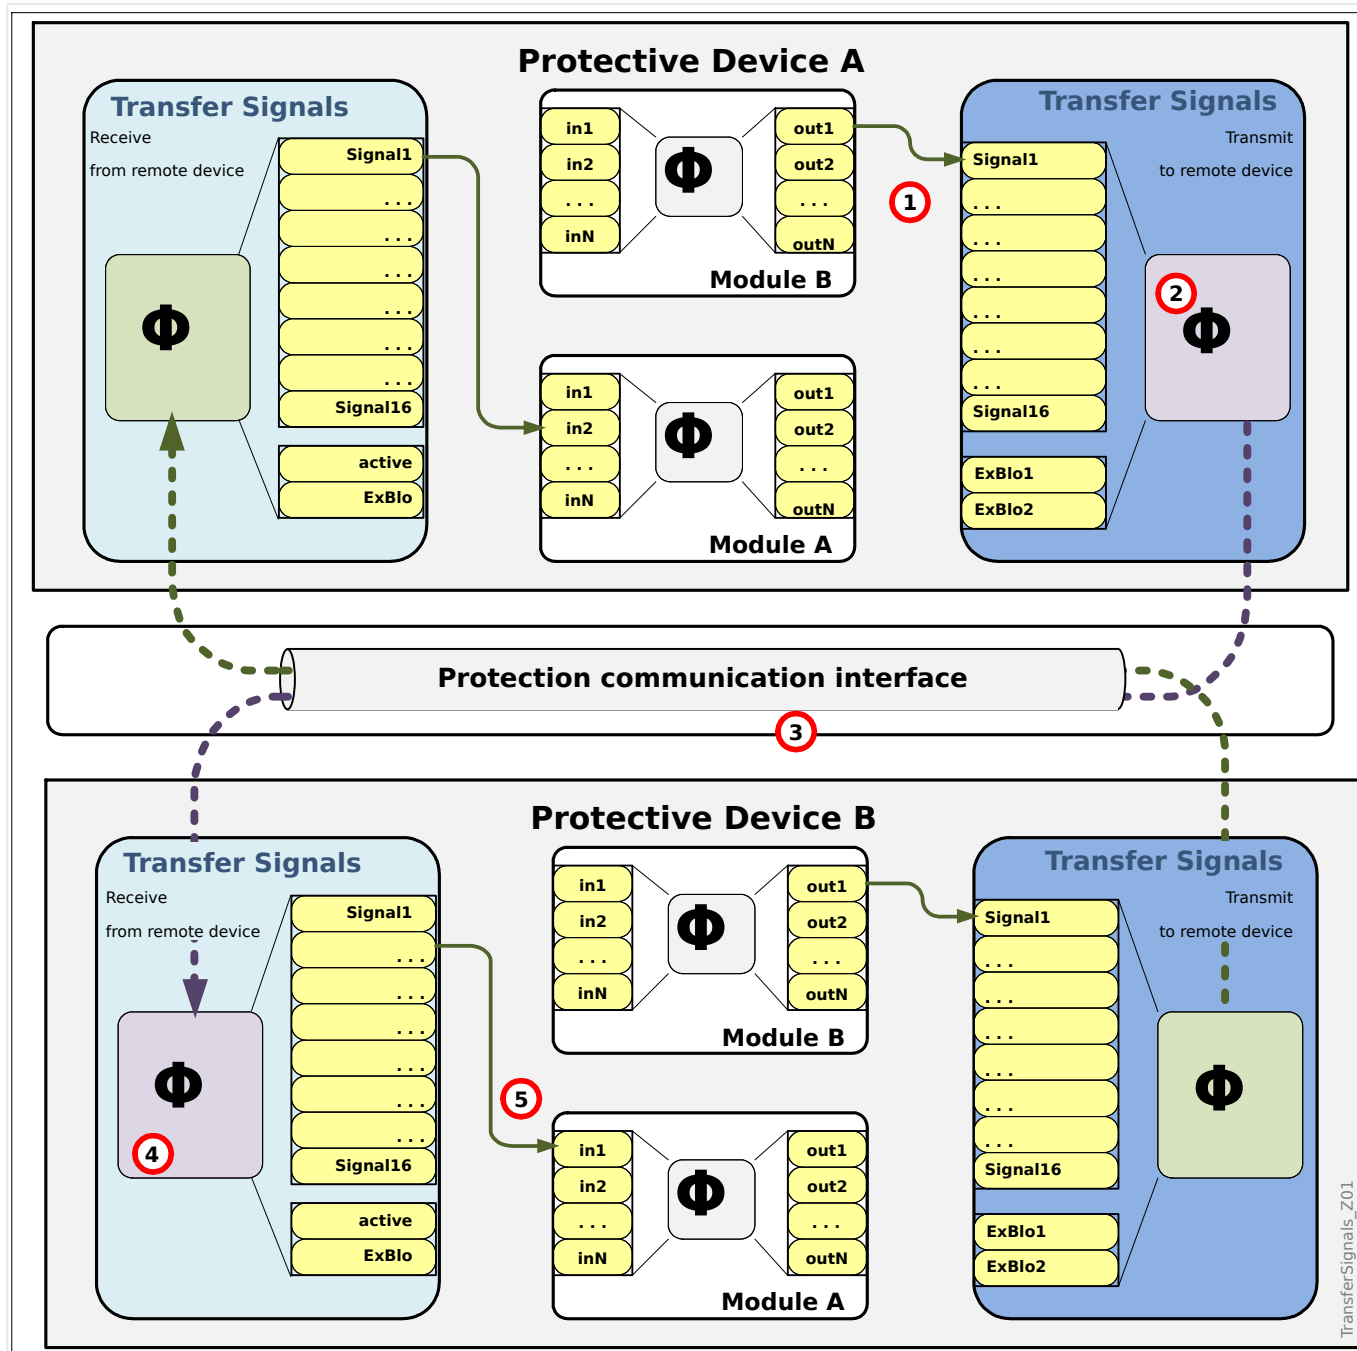 Protective Device A
Transfer Signals
Receive
from remote device
Signal1
. . .
. . .
. . .
. . .
. . .
. . .
Signal16
active
ExBlo
Φ
in1
in2
. . .
inN
Φ
out1
out2
. . .
outN
Module B
in1
in2
. . .
inN
Φ
out1
out2
. . .
outN
Module A
1
Transfer Signals
Transmit
to remote device
Signal1
. . .
. . .
. . .
. . .
. . .
. . .
Signal16
ExBlo1
ExBlo2
2
Φ
Protection communication interface
3
Protective Device B
Transfer Signals
Receive
from remote device
Signal1
. . .
. . .
. . .
. . .
. . .
. . .
Signal16
active
ExBlo
Φ
4
5
in1
in2
. . .
inN
Φ
out1
out2
. . .
outN
Module B
in1
in2
. . .
inN
Φ
out1
out2
. . .
outN
Module A
Transfer Signals
Transmit
to remote device
Signal1
. . .
. . .
. . .
. . .
. . .
. . .
Signal16
ExBlo1
ExBlo2
Φ
TransferSignals_Z01